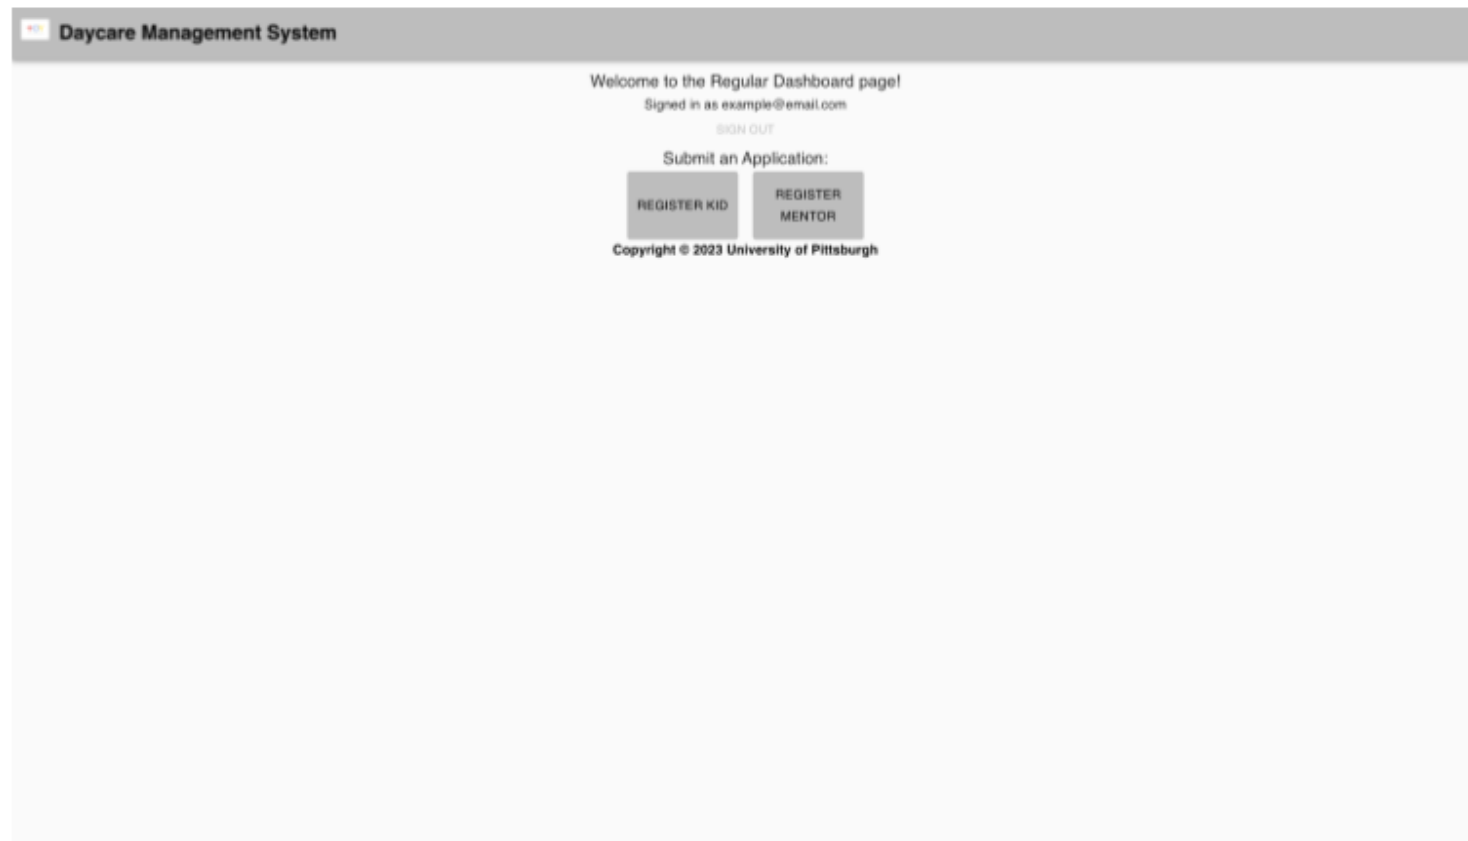 Daycare Management System
Welcome to the Regular Dashboard page!
Signed in as example@email.com
SIGN OUT
Submit an Application:
REGISTER KID
REGISTER
MENTOR
Copyright © 2023 University of Pittsburgh